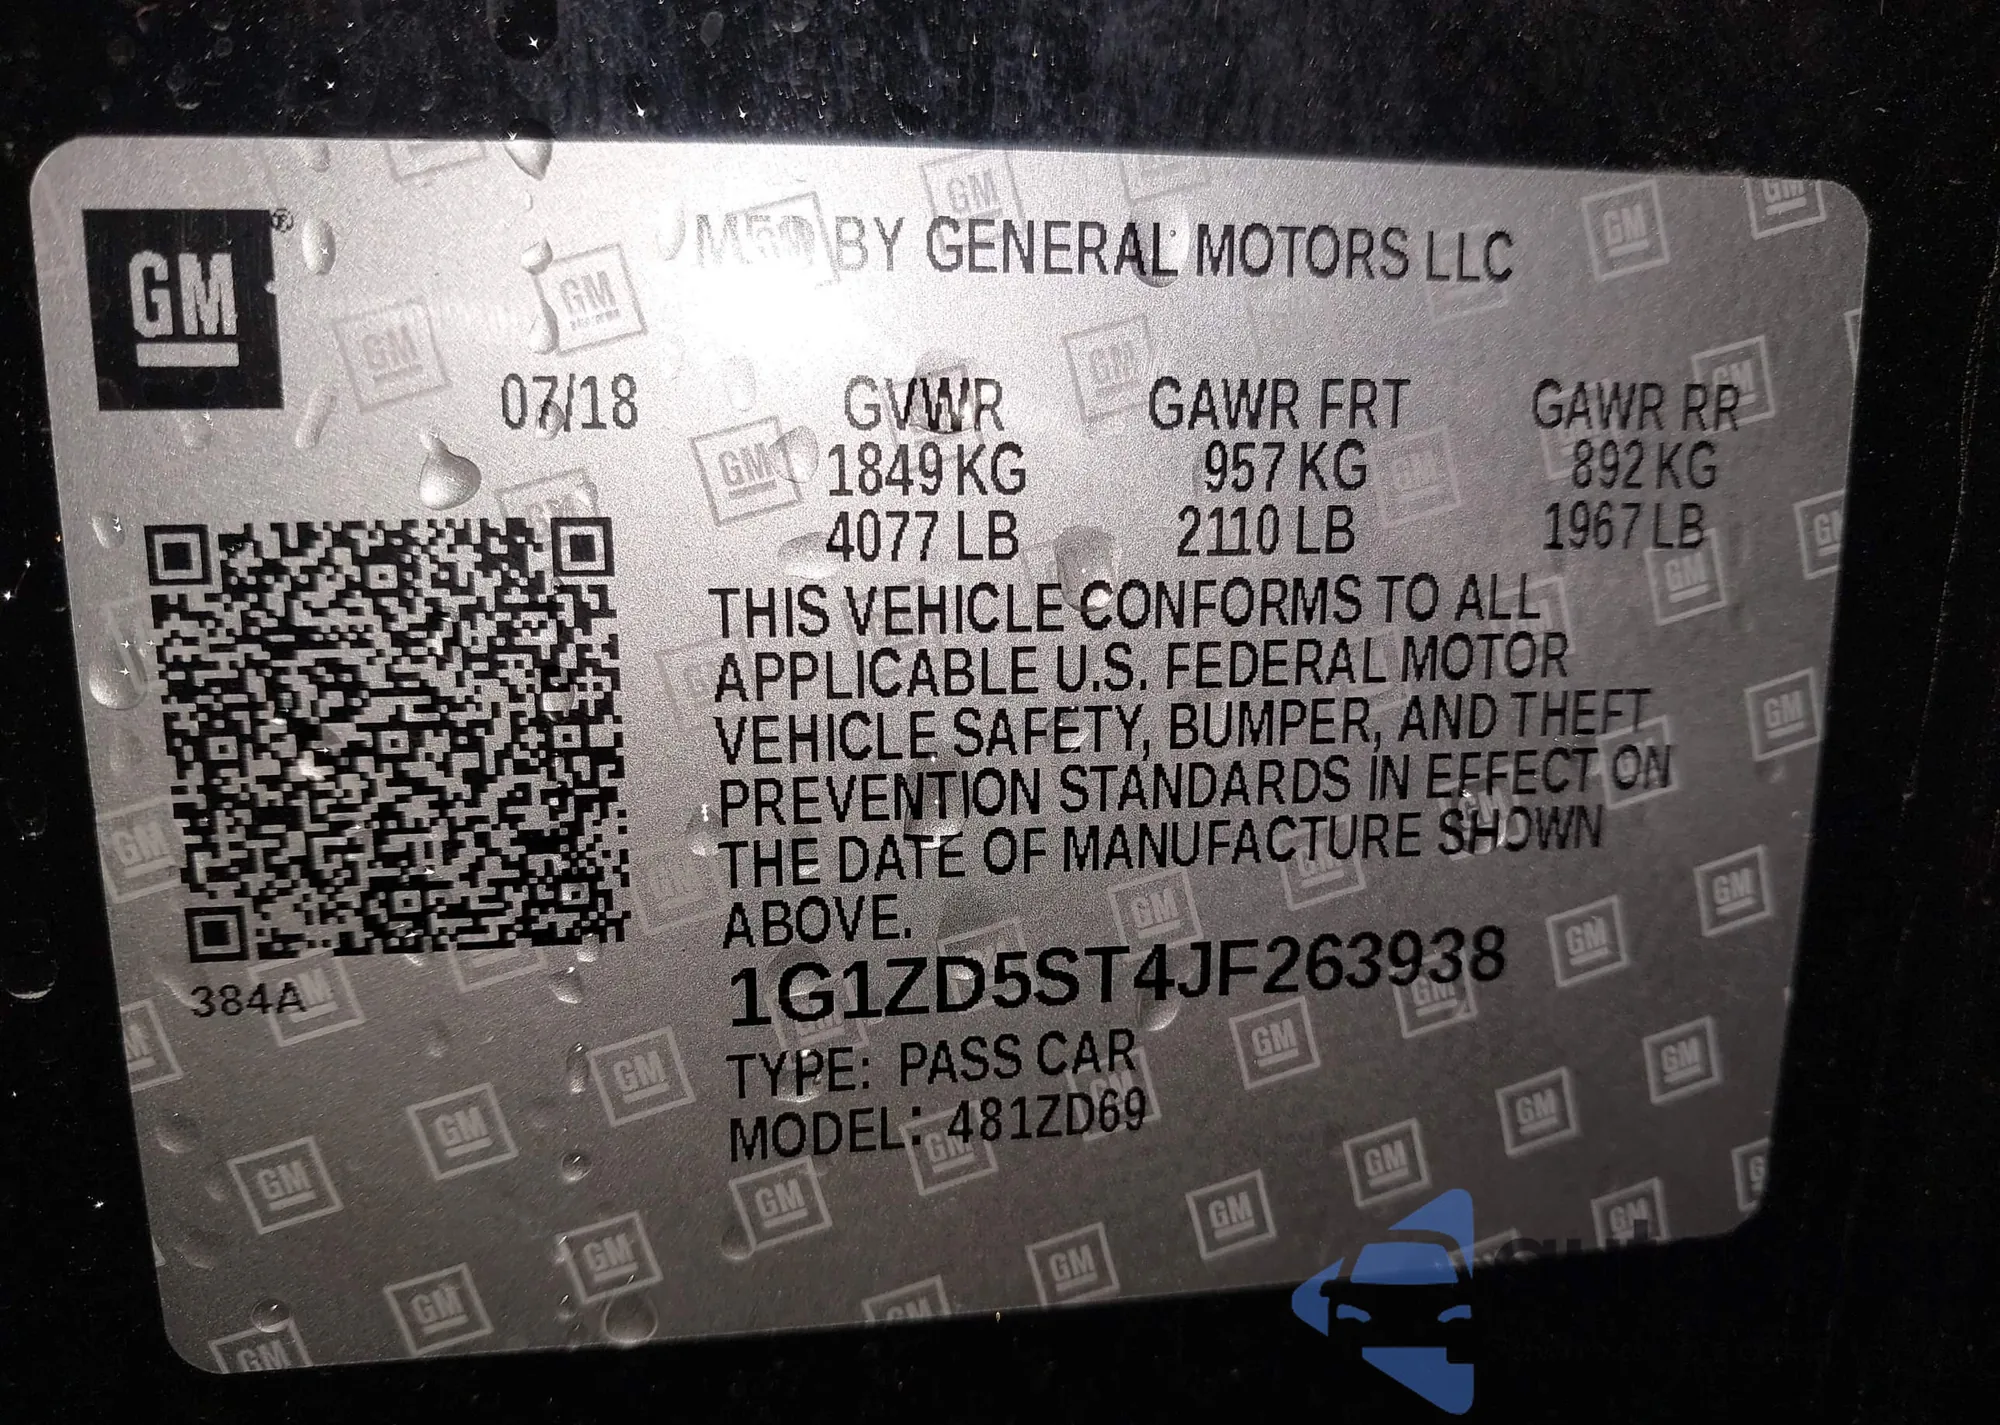 GM
MFD BY GENERAL MOTORS LLC
07/18 GVWR GAWR FRT GAWR RR
1849 KG 957 KG 892 KG
4077 LB 2110 LB 1967 LB
THIS VEHICLE CONFORMS TO ALL
APPLICABLE U.S. FEDERAL MOTOR
VEHICLE SAFETY, BUMPER, AND THEFT
PREVENTION STANDARDS IN EFFECT ON
THE DATE OF MANUFACTURE SHOWN
ABOVE.
384A
1G1ZD5ST4JF263938
TYPE: PASS CAR
MODEL: 481ZD69